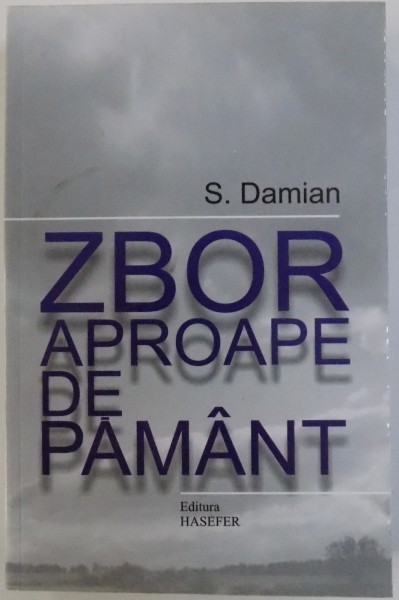 S. Damian
ZBOR
APROAPE
DE
PĂMÂNT
Editura
HASEFER